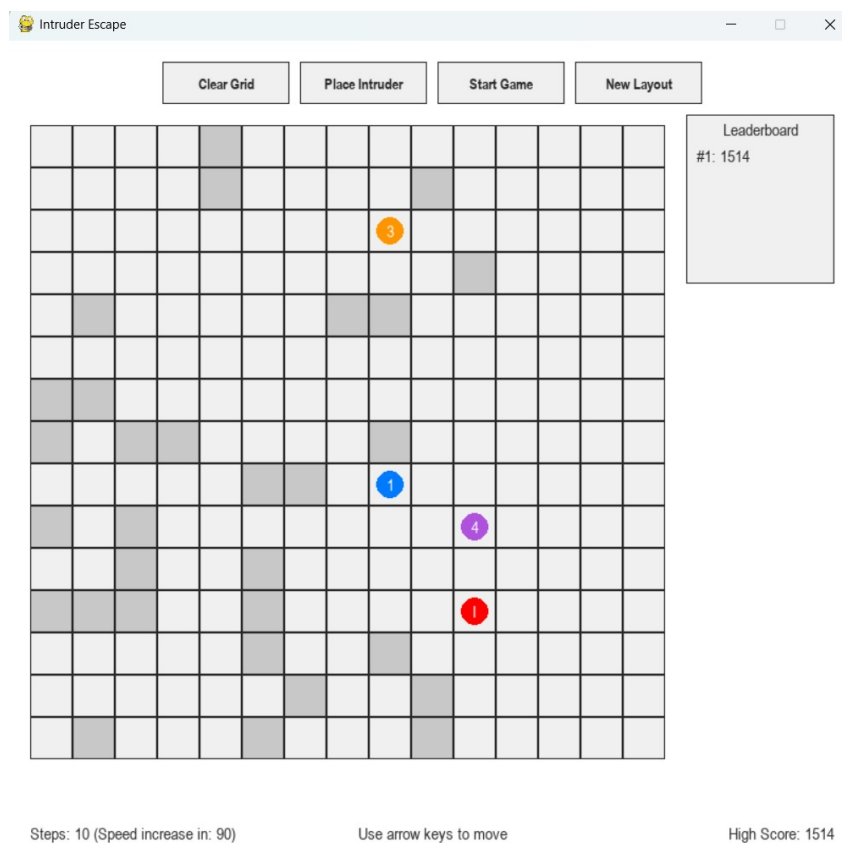 Intruder Escape
Clear Grid
Place Intruder
Start Game
New Layout
Leaderboard
#1: 1514
3
1
4
I
Steps: 10 (Speed increase in: 90)
Use arrow keys to move
High Score: 1514